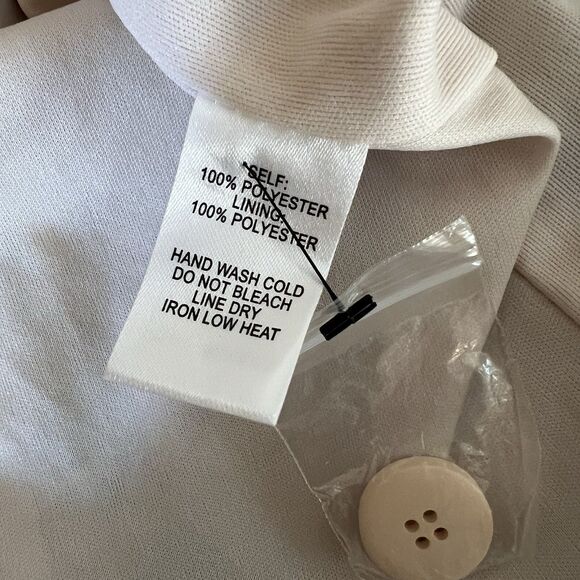 SELF:
100% POLYESTER
LINING:
100% POLYESTER
HAND WASH COLD
DO NOT BLEACH
LINE DRY
IRON LOW HEAT